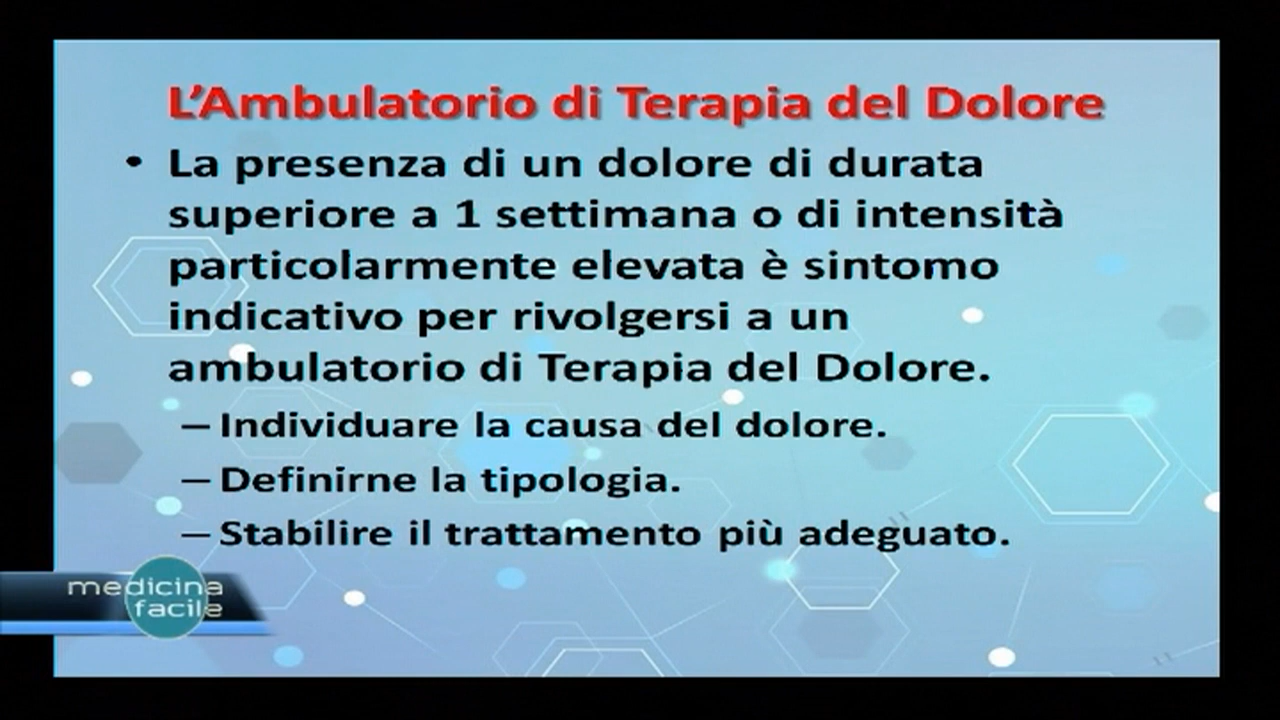 L'Ambulatorio di Terapia del Dolore
• La presenza di un dolore di durata
superiore a 1 settimana o di intensità
particolarmente elevata è sintomo
indicativo per rivolgersi a un
ambulatorio di Terapia del Dolore.
– Individuare la causa del dolore.
– Definirne la tipologia.
– Stabilire il trattamento più adeguato.
medicina
facile